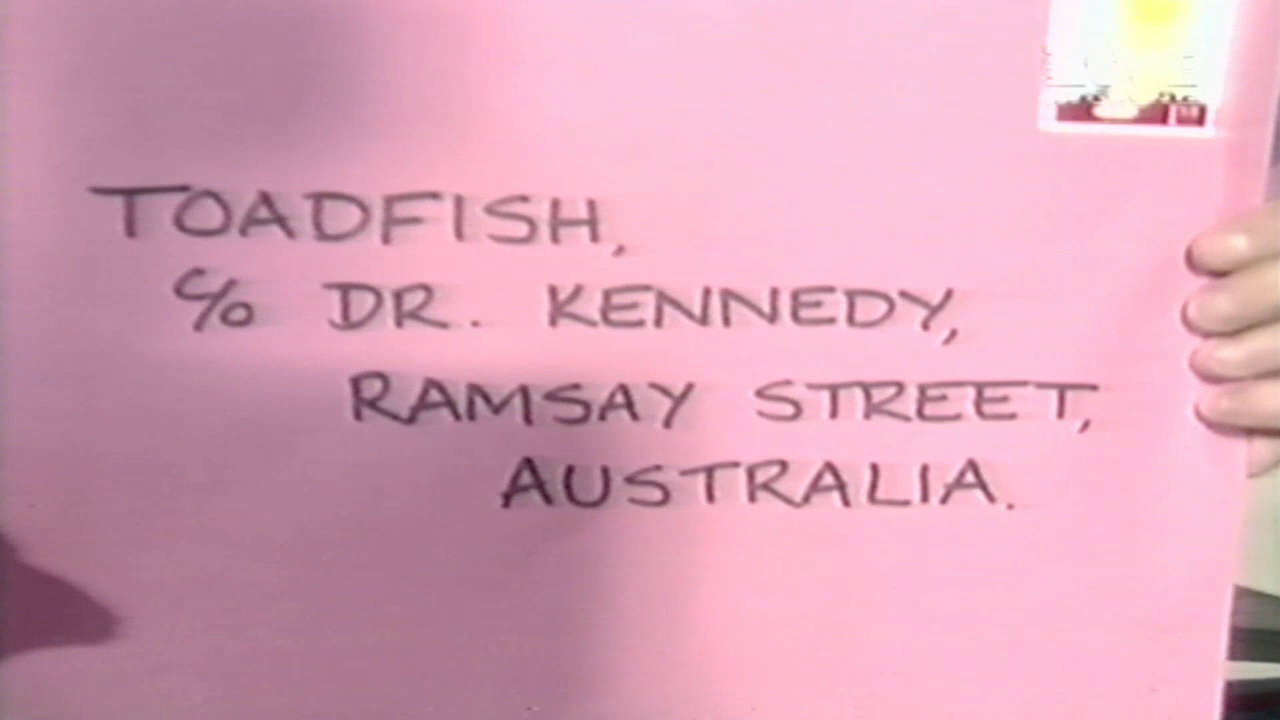 TOADFISH,
c/o DR. KENNEDY,
RAMSAY STREET,
AUSTRALIA.